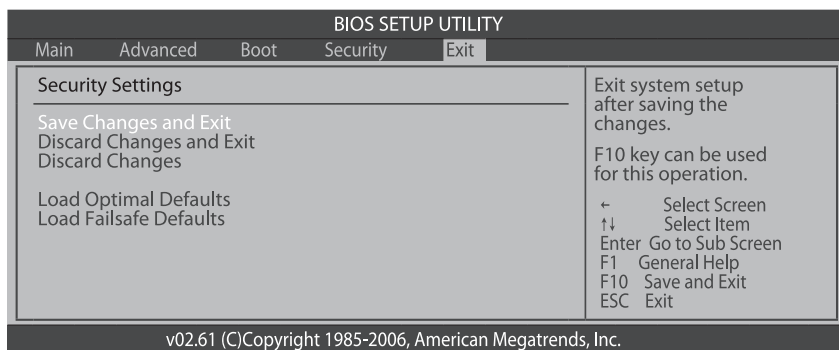 BIOS SETUP UTILITY
Main Advanced Boot Security Exit
Security Settings
Save Changes and Exit
Discard Changes and Exit
Discard Changes
Load Optimal Defaults
Load Failsafe Defaults
Exit system setup
after saving the
changes.
F10 key can be used
for this operation.
← Select Screen
↑↓ Select Item
Enter Go to Sub Screen
F1 General Help
F10 Save and Exit
ESC Exit
v02.61 (C)Copyright 1985-2006, American Megatrends, Inc.